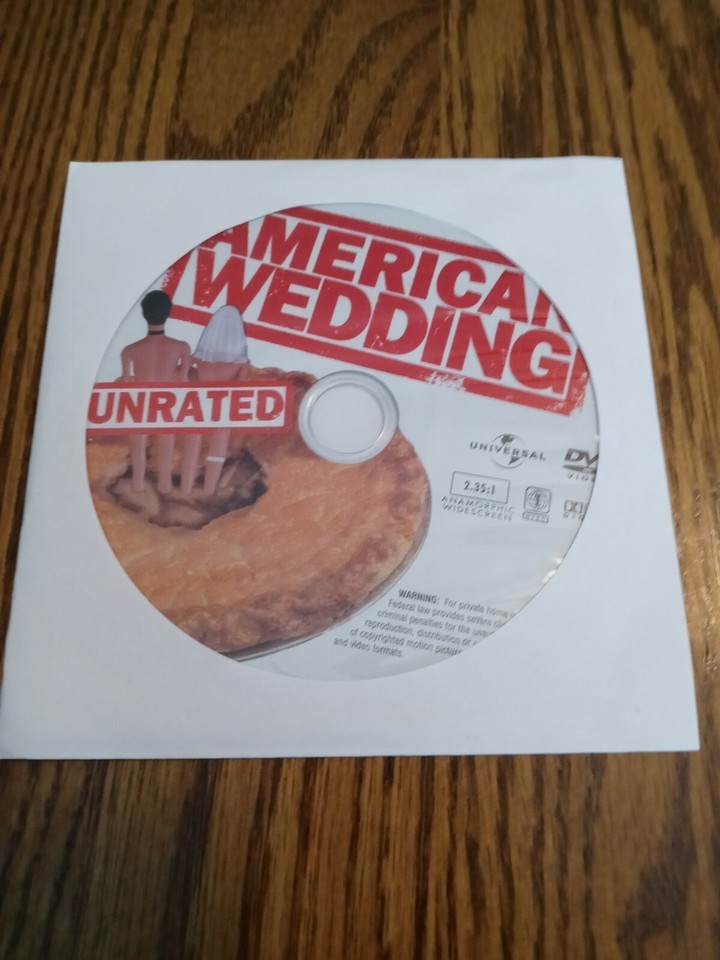 AMERICAN
WEDDING
UNRATED
UNIVERSAL
DV
2.35:1
ANAMORPHIC
WIDESCREEN
WARNING: For private home
Federal law provides severe
criminal penalties for the
reproduction, distribution or
of copyrighted motion
and video formats.